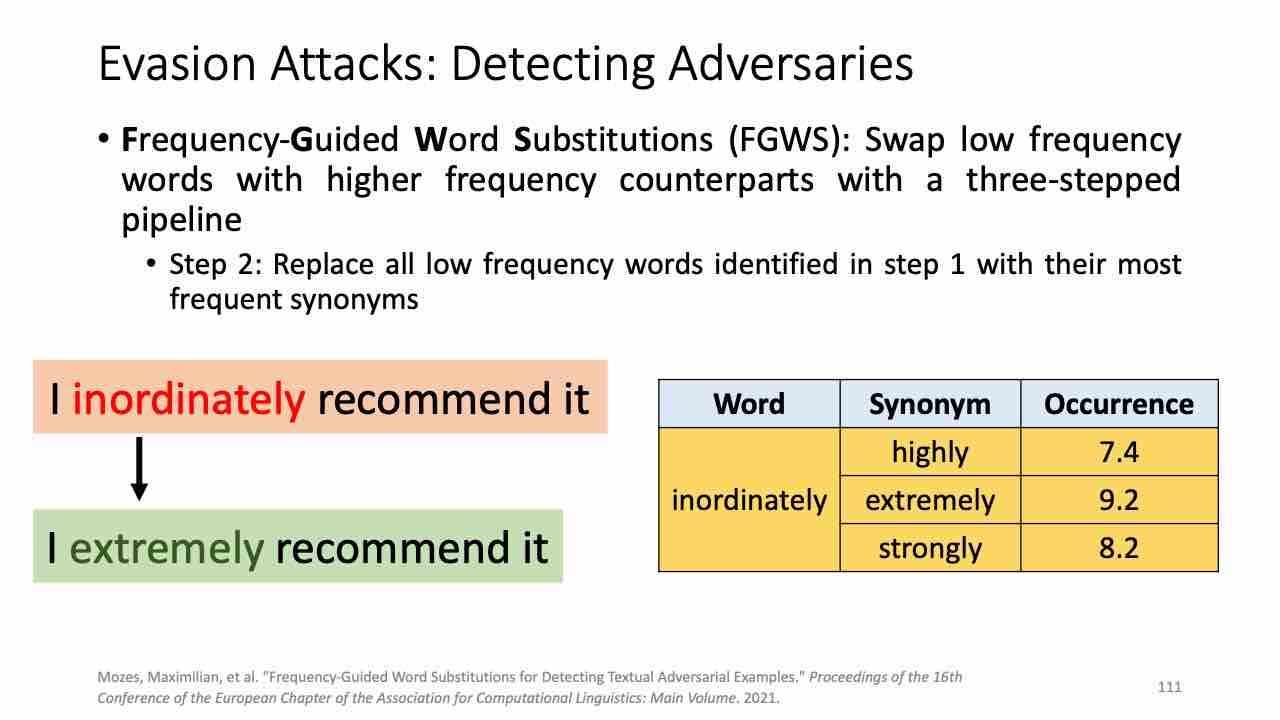 Evasion Attacks: Detecting Adversaries
• Frequency-Guided Word Substitutions (FGWS): Swap low frequency
words with higher frequency counterparts with a three-stepped
pipeline
• Step 2: Replace all low frequency words identified in step 1 with their most
frequent synonyms
I inordinately recommend it
I extremely recommend it
Word Synonym Occurrence
inordinately
highly 7.4
extremely 9.2
strongly 8.2
Mozes, Maximilian, et al. "Frequency-Guided Word Substitutions for Detecting Textual Adversarial Examples." Proceedings of the 16th
Conference of the European Chapter of the Association for Computational Linguistics: Main Volume. 2021.
111